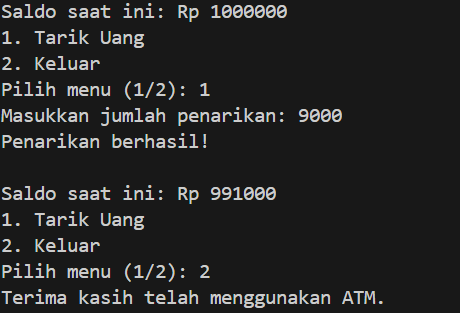 Saldo saat ini: Rp 1000000
1. Tarik Uang
2. Keluar
Pilih menu (1/2): 1
Masukkan jumlah penarikan: 9000
Penarikan berhasil!

Saldo saat ini: Rp 991000
1. Tarik Uang
2. Keluar
Pilih menu (1/2): 2
Terima kasih telah menggunakan ATM.